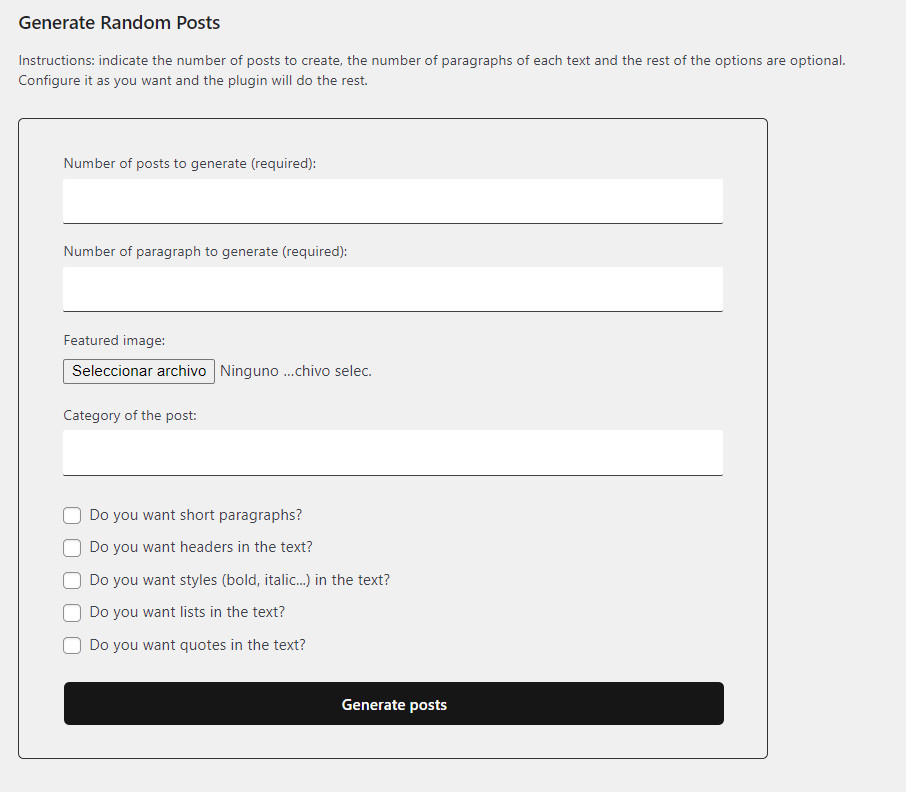 Generate Random Posts
Instructions: indicate the number of posts to create, the number of paragraphs of each text and the rest of the options are optional.
Configure it as you want and the plugin will do the rest.
Number of posts to generate (required):
Number of paragraph to generate (required):
Featured image:
Seleccionar archivo Ninguno ...chivo selec.
Category of the post:
Do you want short paragraphs?
Do you want headers in the text?
Do you want styles (bold, italic...) in the text?
Do you want lists in the text?
Do you want quotes in the text?
Generate posts